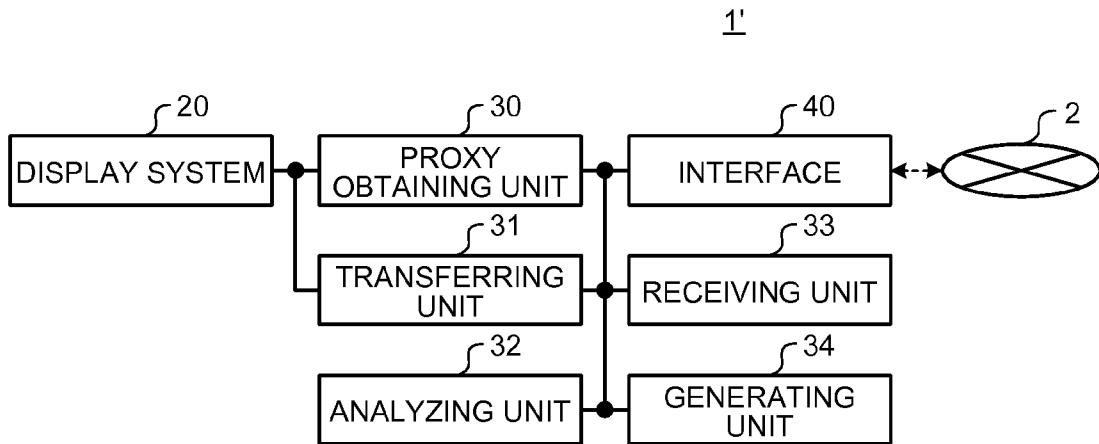 1'
20
30
40
2
DISPLAY SYSTEM
PROXY
OBTAINING UNIT
INTERFACE
31
33
TRANSFERRING
UNIT
RECEIVING UNIT
32
34
ANALYZING UNIT
GENERATING
UNIT